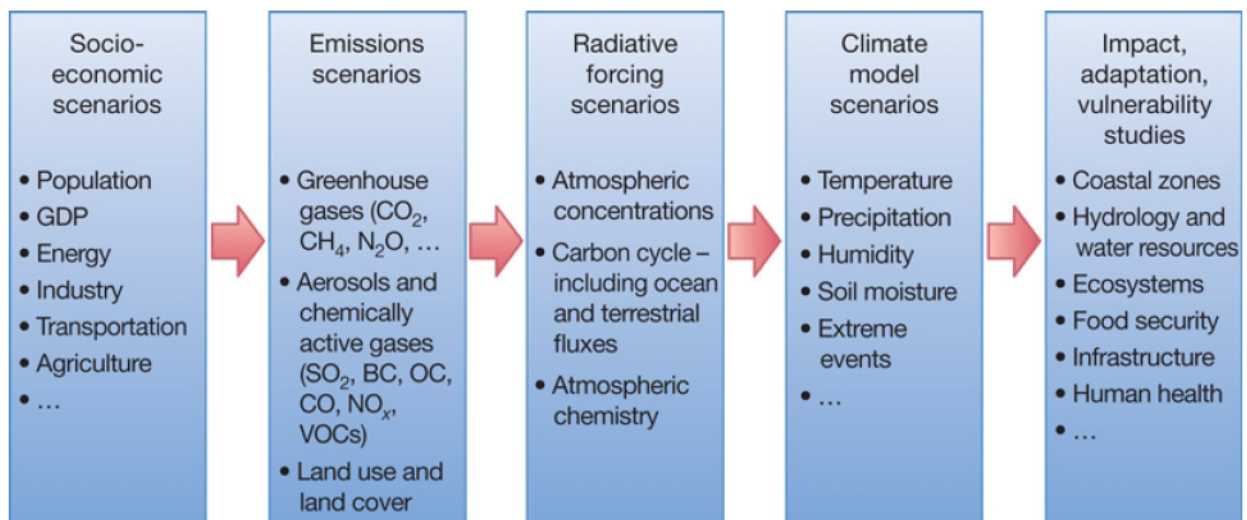 Socio-
economic
scenarios
• Population
• GDP
• Energy
• Industry
• Transportation
• Agriculture
• …
Emissions
scenarios
• Greenhouse
gases (CO₂,
CH₄, N₂O, …
• Aerosols and
chemically
active gases
(SO₂, BC, OC,
CO, NOₓ,
VOCs)
• Land use and
land cover
Radiative
forcing
scenarios
• Atmospheric
concentrations
• Carbon cycle –
including ocean
and terrestrial
fluxes
• Atmospheric
chemistry
Climate
model
scenarios
• Temperature
• Precipitation
• Humidity
• Soil moisture
• Extreme
events
• …
Impact,
adaptation,
vulnerability
studies
• Coastal zones
• Hydrology and
water resources
• Ecosystems
• Food security
• Infrastructure
• Human health
• …